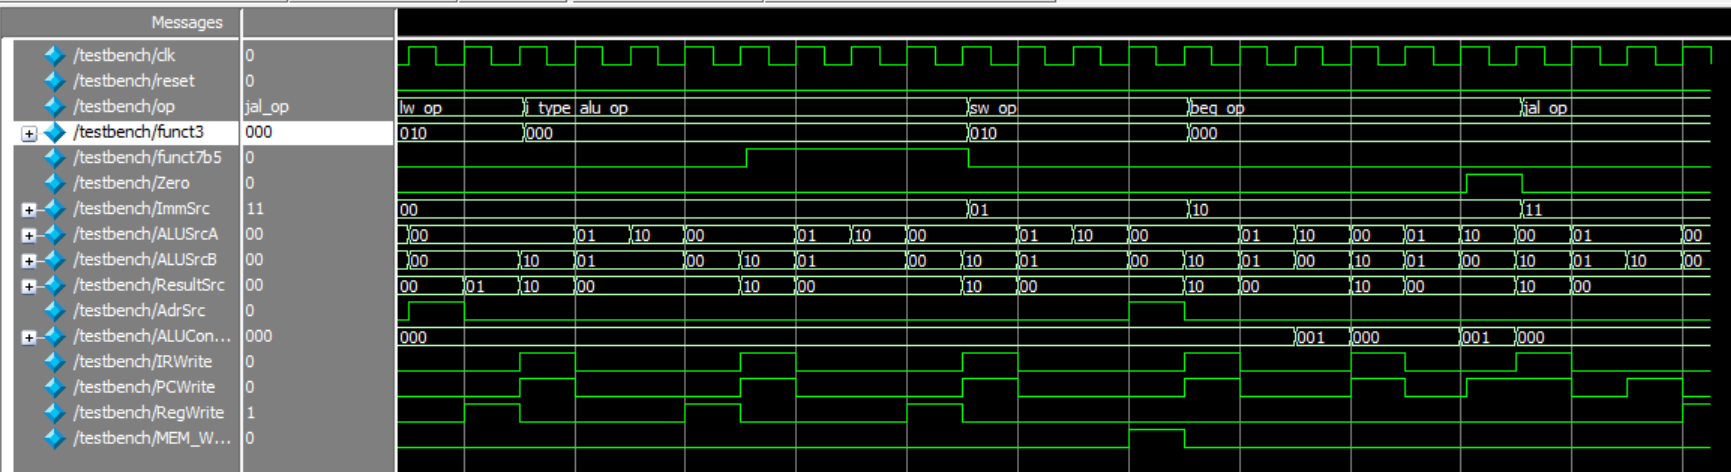 Messages
/testbench/clk 0
/testbench/reset 0
/testbench/op jal_op lw_op i_type_alu_op sw_op beq_op jal_op
/testbench/funct3 000 010 000 010 000
/testbench/funct7b5 0
/testbench/Zero 0
/testbench/ImmSrc 11 00 01 10 11
/testbench/ALUSrcA 00 00 01 10 00 01 10 00 01 10 00 01 10 00 01 10 00 01 00
/testbench/ALUSrcB 00 00 10 01 00 10 01 00 10 01 00 10 01 00 10 01 00 10 01 10 00
/testbench/ResultSrc 00 00 01 10 00 10 00 10 00 10 00 10 00 10 00
/testbench/AdrSrc 0
/testbench/ALUCon... 000 000 001 000 001 000
/testbench/IRWrite 0
/testbench/PCWrite 0
/testbench/RegWrite 1
/testbench/MEM_W... 0